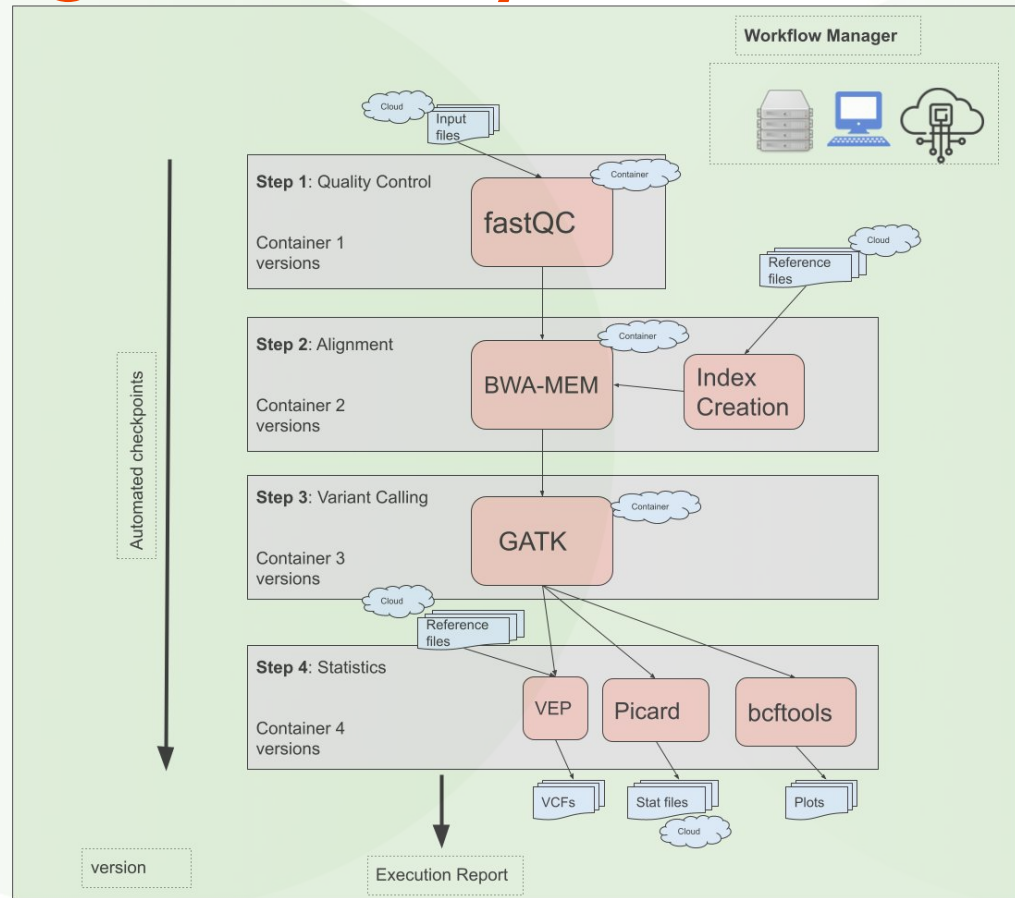 Workflow Manager
Cloud
Input
files
Step 1: Quality Control
Container
fastQC
Container 1
versions
Cloud
Reference
files
Step 2: Alignment
Container
BWA-MEM
Index
Creation
Container 2
versions
Automated checkpoints
Step 3: Variant Calling
Container
GATK
Container 3
versions
Cloud
Reference
files
Step 4: Statistics
VEP
Picard
bcftools
Container 4
versions
VCFs
Stat files
Plots
Cloud
version
Execution Report